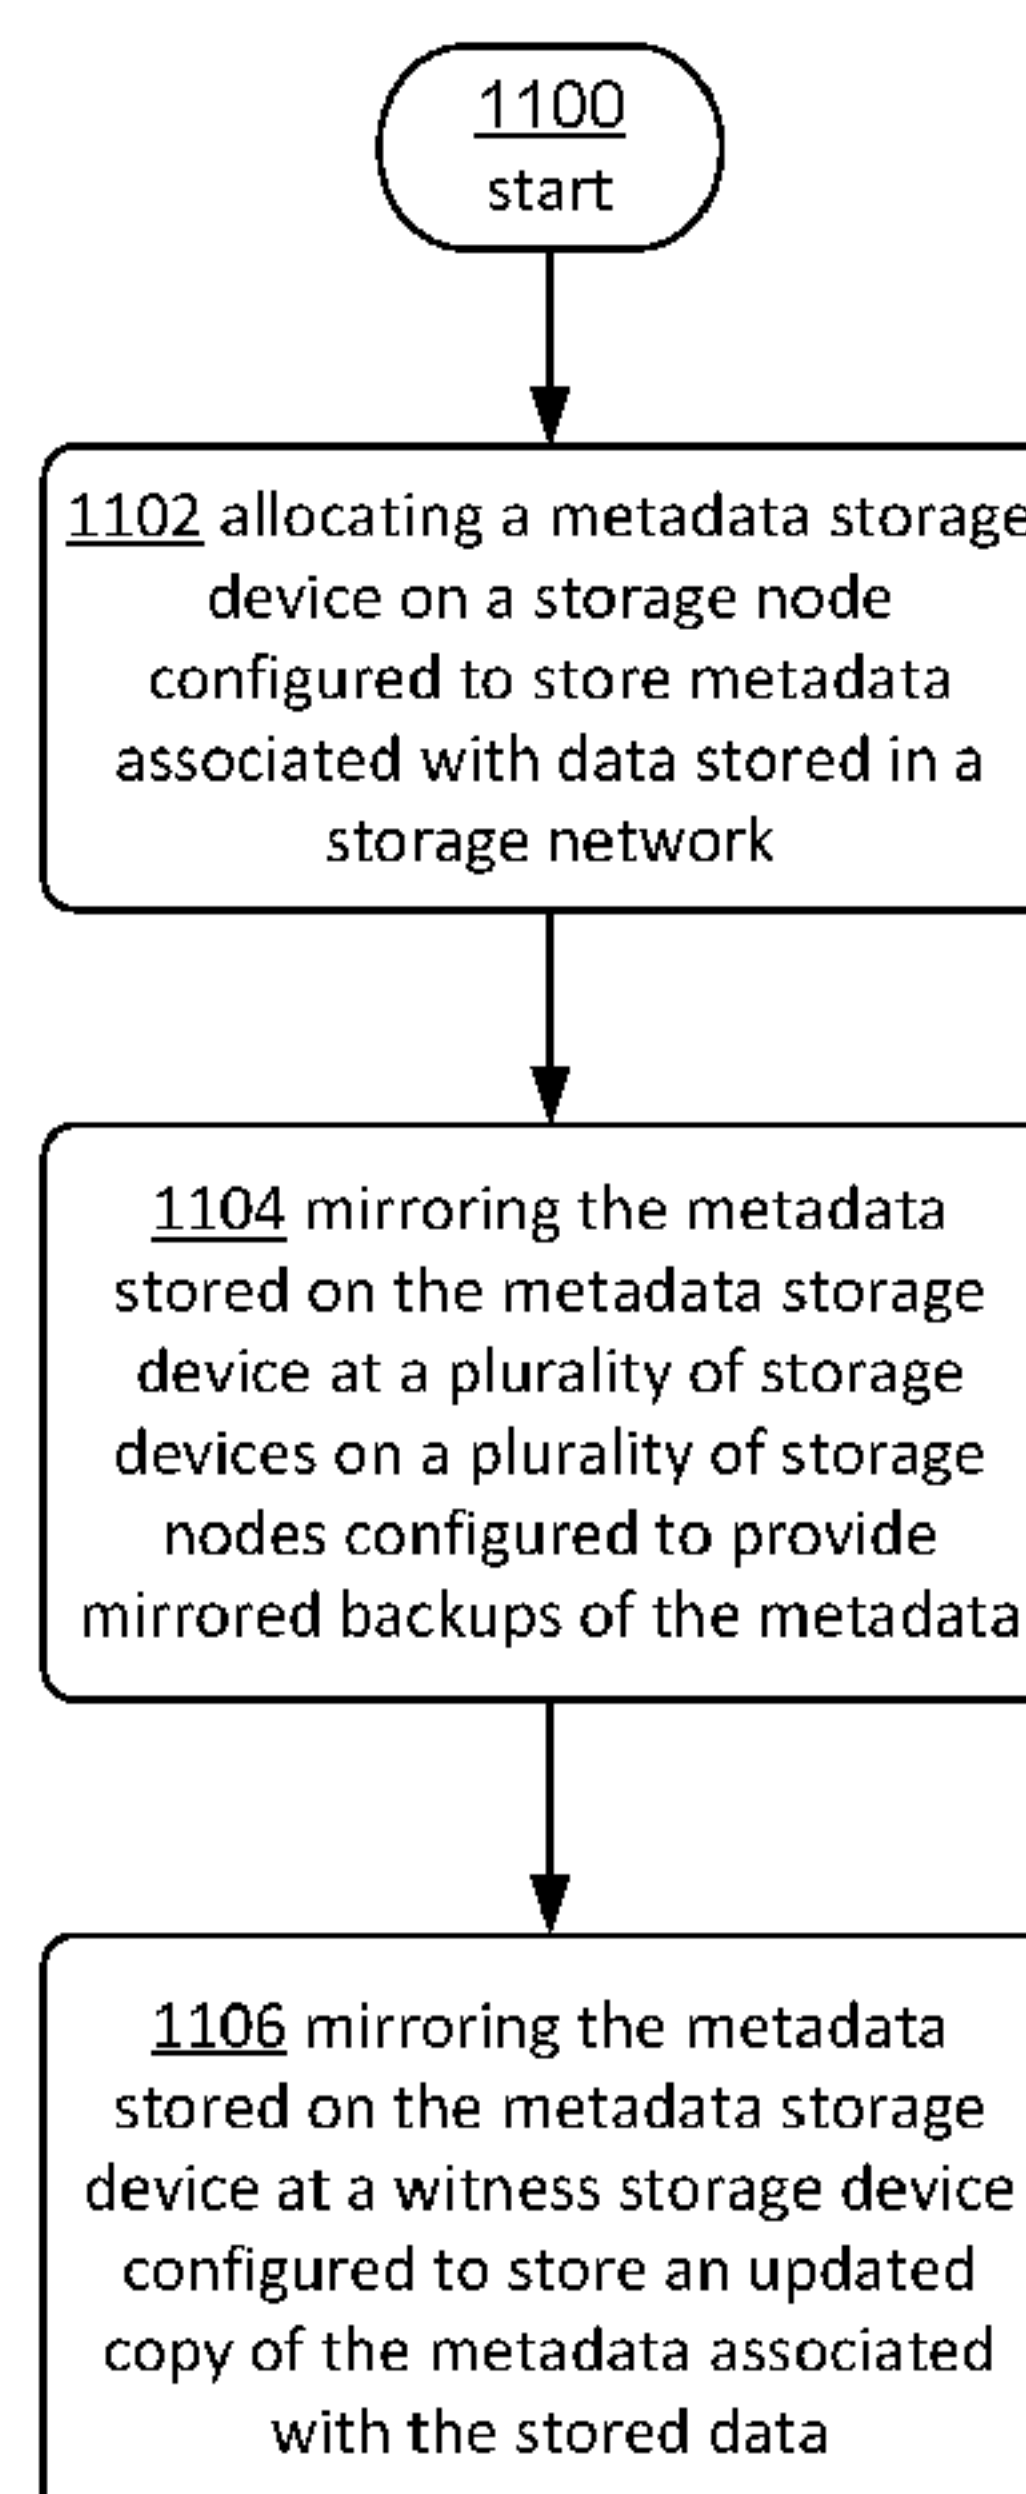 1100
start
1102 allocating a metadata storage
device on a storage node
configured to store metadata
associated with data stored in a
storage network
1104 mirroring the metadata
stored on the metadata storage
device at a plurality of storage
devices on a plurality of storage
nodes configured to provide
mirrored backups of the metadata
1106 mirroring the metadata
stored on the metadata storage
device at a witness storage device
configured to store an updated
copy of the metadata associated
with the stored data